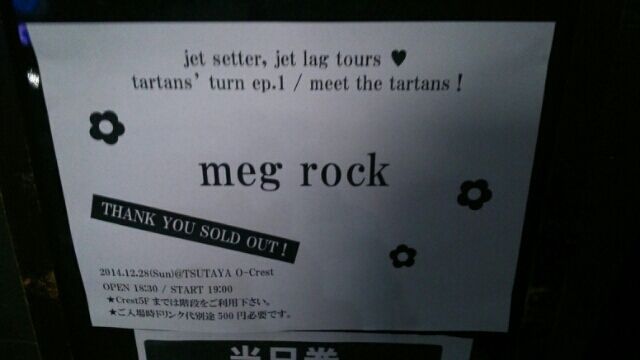 jet setter, jet lag tours ♥
tartans' turn ep.1 / meet the tartans !
meg rock
THANK YOU SOLD OUT !
2014.12.28(Sun)@TSUTAYA O-Crest
OPEN 18:30 / START 19:00
★Crest5Fまでは階段をご利用下さい。
★ご入場時ドリンク代別途500円必要です。
当日券